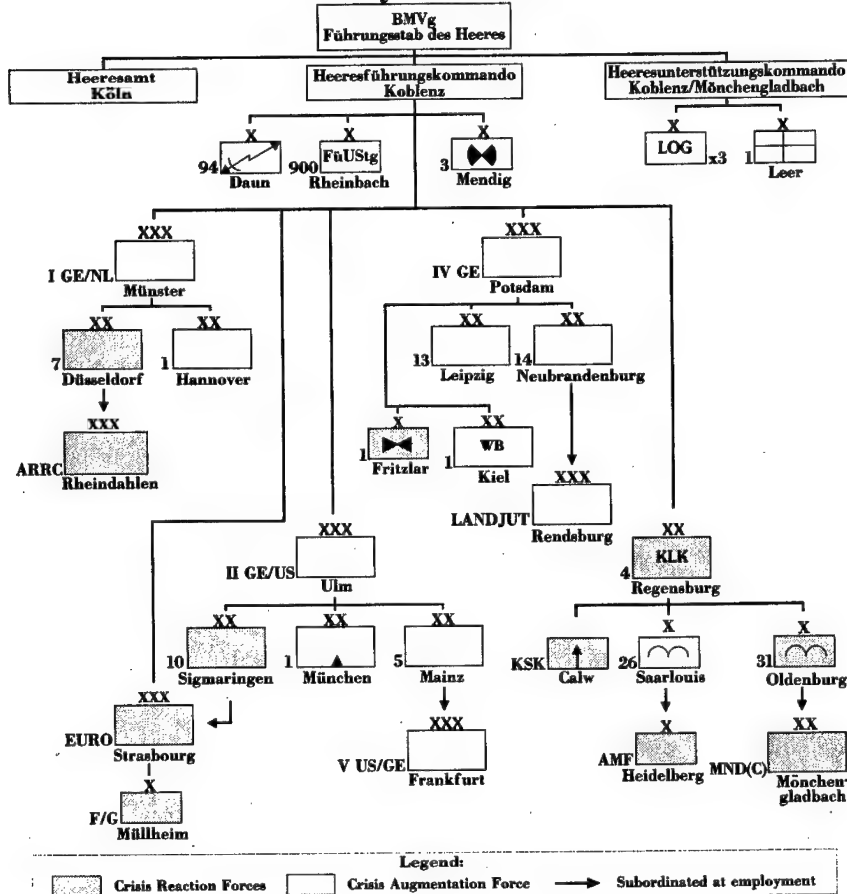 BMVg
Führungsstab des Heeres
Heeresamt
Köln
Heeresführungskommando
Koblenz
Heeresunterstützungskommando
Koblenz/Mönchengladbach
X
94
Daun
X
FüUStg
900
Rheinbach
X
3
Mendig
X
LOG
x3
X
1
Leer
XXX
I GE/NL
Münster
XXX
IV GE
Potsdam
XX
7
Düsseldorf
XX
1
Hannover
XX
13
Leipzig
XX
14
Neubrandenburg
XXX
ARRC
Rheindahlen
X
1
Fritzlar
XX
WB
1
Kiel
XXX
LANDJUT
Rendsburg
XXX
II GE/US
Ulm
XX
KLK
4
Regensburg
XX
10
Sigmaringen
XX
1
München
XX
5
Mainz
KSK
Calw
X
26
Saarlouis
X
31
Oldenburg
XXX
EURO
Strasbourg
XXX
V US/GE
Frankfurt
X
AMF
Heidelberg
XX
MND(C)
Mönchen-
gladbach
X
F/G
Müllheim
Legend:
Crisis Reaction Forces
Crisis Augmentation Force
Subordinated at employment